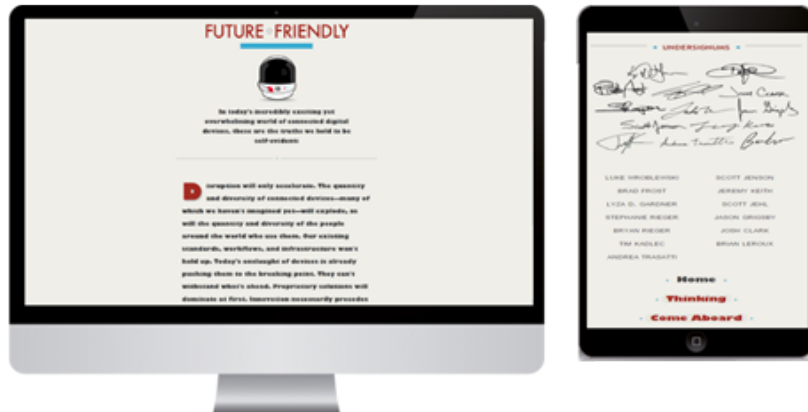 FUTURE FRIENDLY
In today's incredibly exciting yet
overwhelming world of connected digital
devices, these are the truths we hold to be
self-evident:
Disruption will only accelerate. The quantity
and diversity of connected devices—many of
which we haven't imagined yet—will explode, as
will the quantity and diversity of the people
around the world who use them. Our existing
standards, workflows, and infrastructure won't
hold up. Today's onslaught of devices is already
pushing them to the breaking point. They can't
withstand what's ahead. Proprietary solutions will
dominate at first. Innovation necessarily precedes
UNDERSIGNUMS
LUKE WROBLEWSKI
BRAD FROST
LYZA D. GARDNER
STEPHANIE RIEGER
BRYAN RIEGER
TIM KADLEC
ANDREA TRASATTI
SCOTT JENSON
JEREMY KEITH
SCOTT JEHL
JASON GRIGSBY
JOSH CLARK
BRIAN LEROUX
Home
Thinking
Come Aboard